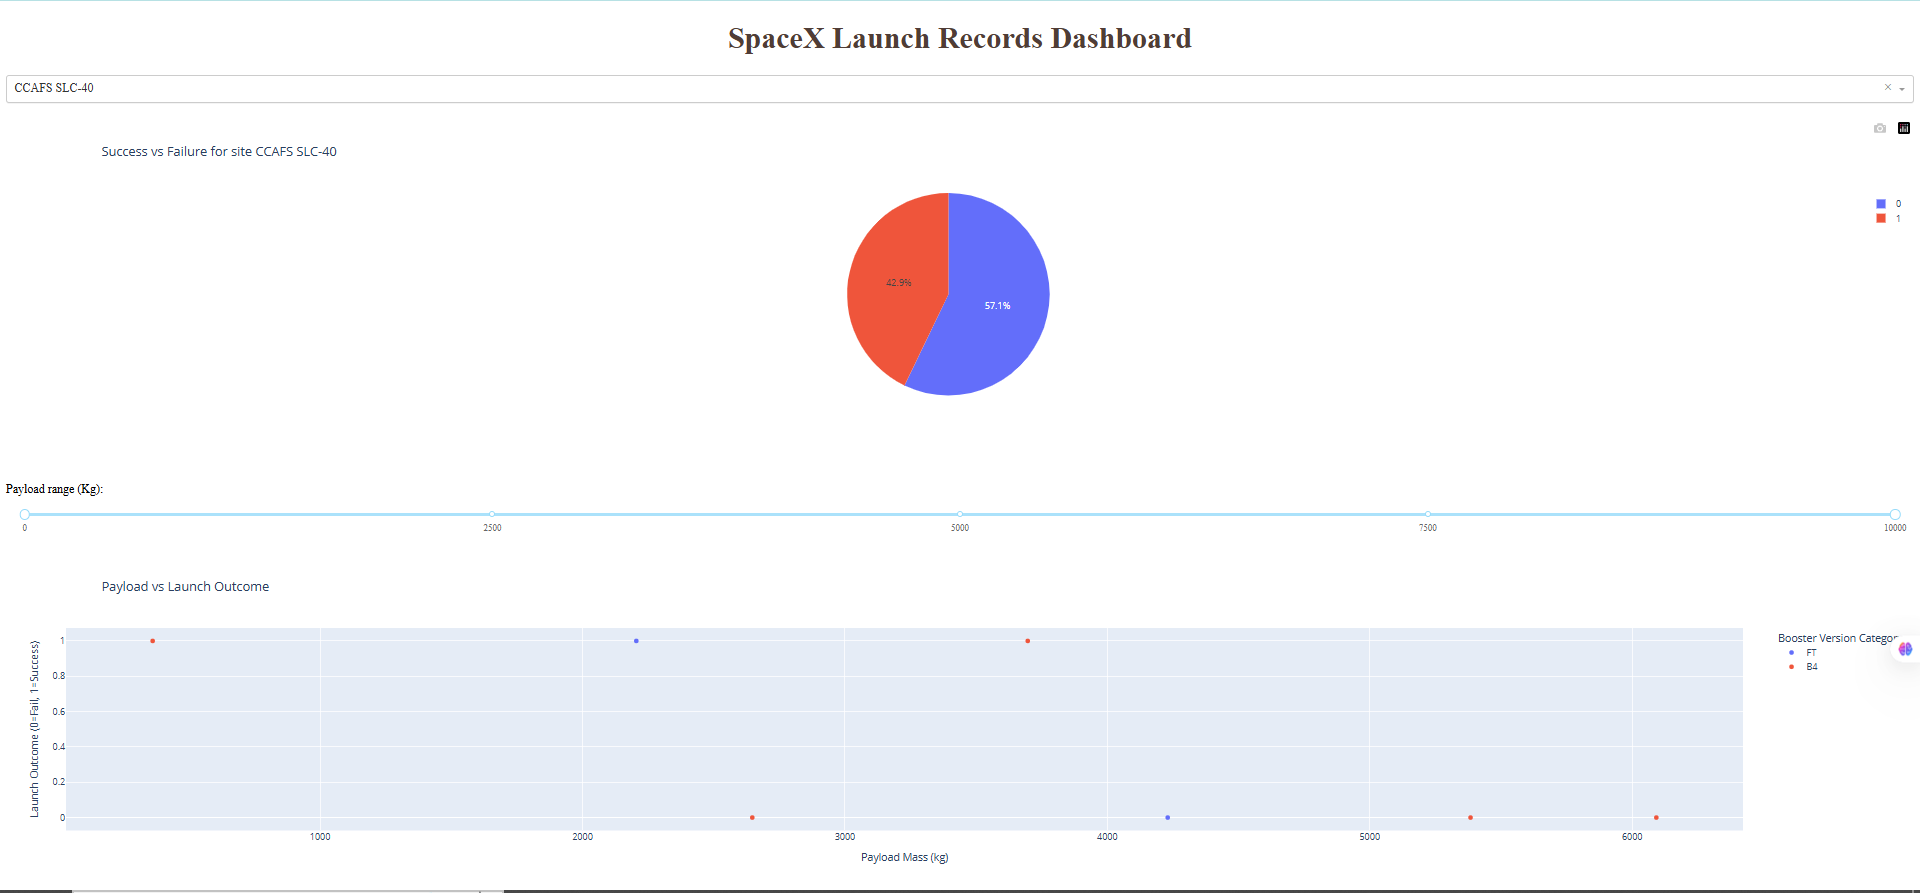 SpaceX Launch Records Dashboard
CCAFS SLC-40
×
Success vs Failure for site CCAFS SLC-40
0
1
42.9%
57.1%
Payload range (Kg):
0 2500 5000 7500 10000
Payload vs Launch Outcome
Launch Outcome (0=Fail, 1=Success)
1
0.8
0.6
0.4
0.2
0
1000 2000 3000 4000 5000 6000
Payload Mass (kg)
Booster Version Categor
FT
B4